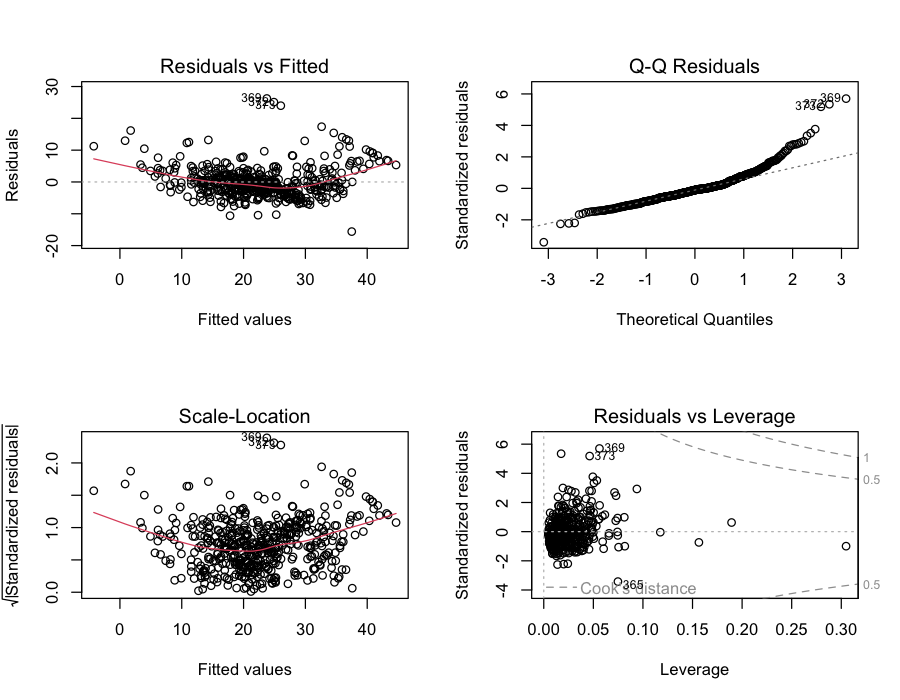 Residuals vs Fitted
Residuals
30
10
0
-20
369
373
0 10 20 30 40
Fitted values
Q-Q Residuals
Standardized residuals
6
4
2
0
-2
369
-3 -2 -1 0 1 2 3
Theoretical Quantiles
Scale-Location
√|Standardized residuals|
2.0
1.0
0.0
369
373
0 10 20 30 40
Fitted values
Residuals vs Leverage
Standardized residuals
6
4
2
0
-2
-4
369
373
365
Cook's distance
1
0.5
0.5
0.00 0.05 0.10 0.15 0.20 0.25 0.30
Leverage